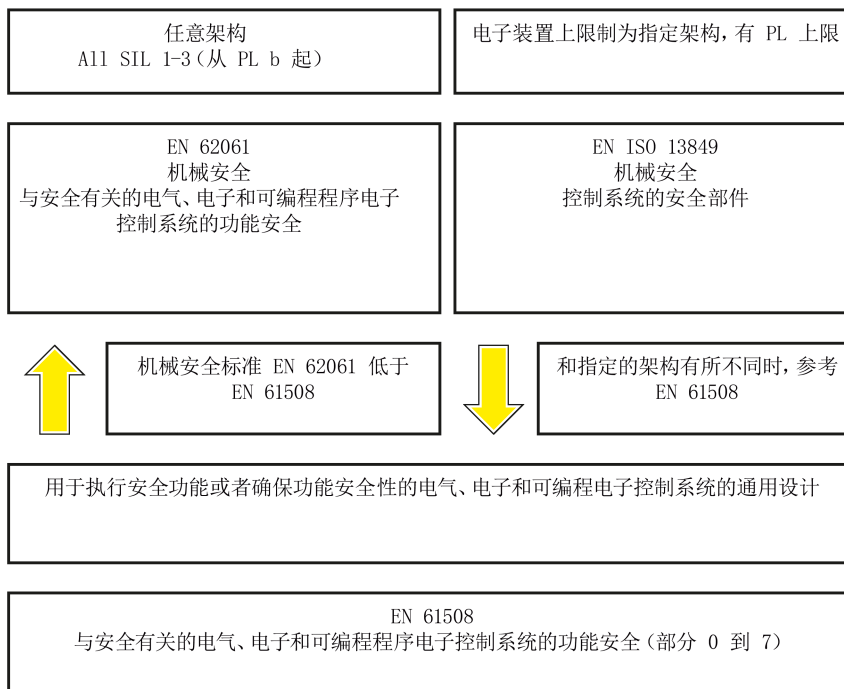 任意架构
All SIL 1-3（从 PL b 起）
电子装置上限制为指定架构，有 PL 上限
EN 62061
机械安全
与安全有关的电气、电子和可编程程序电子
控制系统的功能安全
EN ISO 13849
机械安全
控制系统的安全部件
机械安全标准 EN 62061 低于
EN 61508
和指定的架构有所不同时，参考
EN 61508
用于执行安全功能或者确保功能安全性的电气、电子和可编程电子控制系统的通用设计
EN 61508
与安全有关的电气、电子和可编程程序电子控制系统的功能安全（部分 0 到 7）